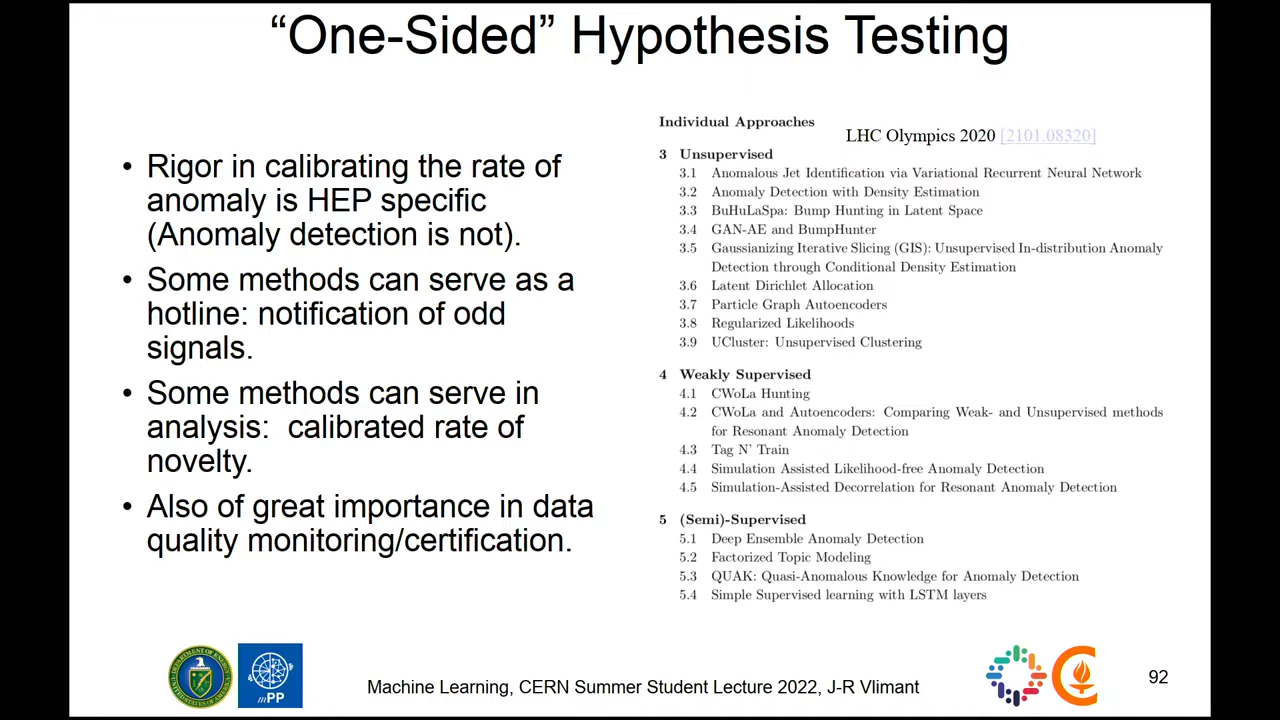 “One-Sided” Hypothesis Testing
• Rigor in calibrating the rate of
anomaly is HEP specific
(Anomaly detection is not).
• Some methods can serve as a
hotline: notification of odd
signals.
• Some methods can serve in
analysis:  calibrated rate of
novelty.
• Also of great importance in data
quality monitoring/certification.
Individual Approaches
LHC Olympics 2020 [2101.08320]
3 Unsupervised
3.1 Anomalous Jet Identification via Variational Recurrent Neural Network
3.2 Anomaly Detection with Density Estimation
3.3 BuHuLaSpa: Bump Hunting in Latent Space
3.4 GAN-AE and BumpHunter
3.5 Gaussianizing Iterative Slicing (GIS): Unsupervised In-distribution Anomaly
Detection through Conditional Density Estimation
3.6 Latent Dirichlet Allocation
3.7 Particle Graph Autoencoders
3.8 Regularized Likelihoods
3.9 UCluster: Unsupervised Clustering
4 Weakly Supervised
4.1 CWoLa Hunting
4.2 CWoLa and Autoencoders: Comparing Weak- and Unsupervised methods
for Resonant Anomaly Detection
4.3 Tag N’ Train
4.4 Simulation Assisted Likelihood-free Anomaly Detection
4.5 Simulation-Assisted Decorrelation for Resonant Anomaly Detection
5 (Semi)-Supervised
5.1 Deep Ensemble Anomaly Detection
5.2 Factorized Topic Modeling
5.3 QUAK: Quasi-Anomalous Knowledge for Anomaly Detection
5.4 Simple Supervised learning with LSTM layers
mPP
Machine Learning, CERN Summer Student Lecture 2022, J-R Vlimant
92